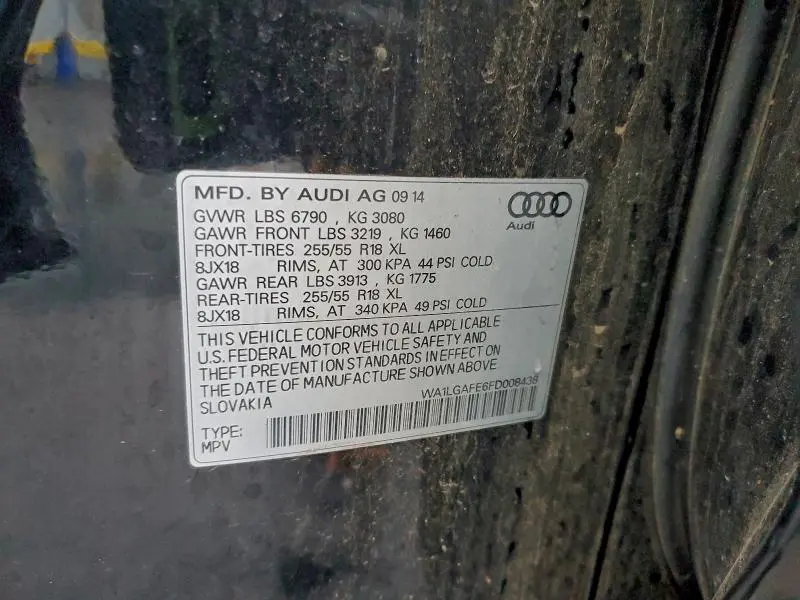 MFD. BY AUDI AG 09 14
Audi
GVWR LBS 6790 , KG 3080
GAWR FRONT LBS 3219 , KG 1460
FRONT-TIRES 255/55 R18 XL
8JX18 RIMS, AT 300 KPA 44 PSI COLD
GAWR REAR LBS 3913 , KG 1775
REAR-TIRES 255/55 R18 XL
8JX18 RIMS, AT 340 KPA 49 PSI COLD
THIS VEHICLE CONFORMS TO ALL APPLICABLE
U.S. FEDERAL MOTOR VEHICLE SAFETY AND
THEFT PREVENTION STANDARDS IN EFFECT ON
THE DATE OF MANUFACTURE SHOWN ABOVE
SLOVAKIA
WA1LGAFE6FD008438
TYPE:
MPV